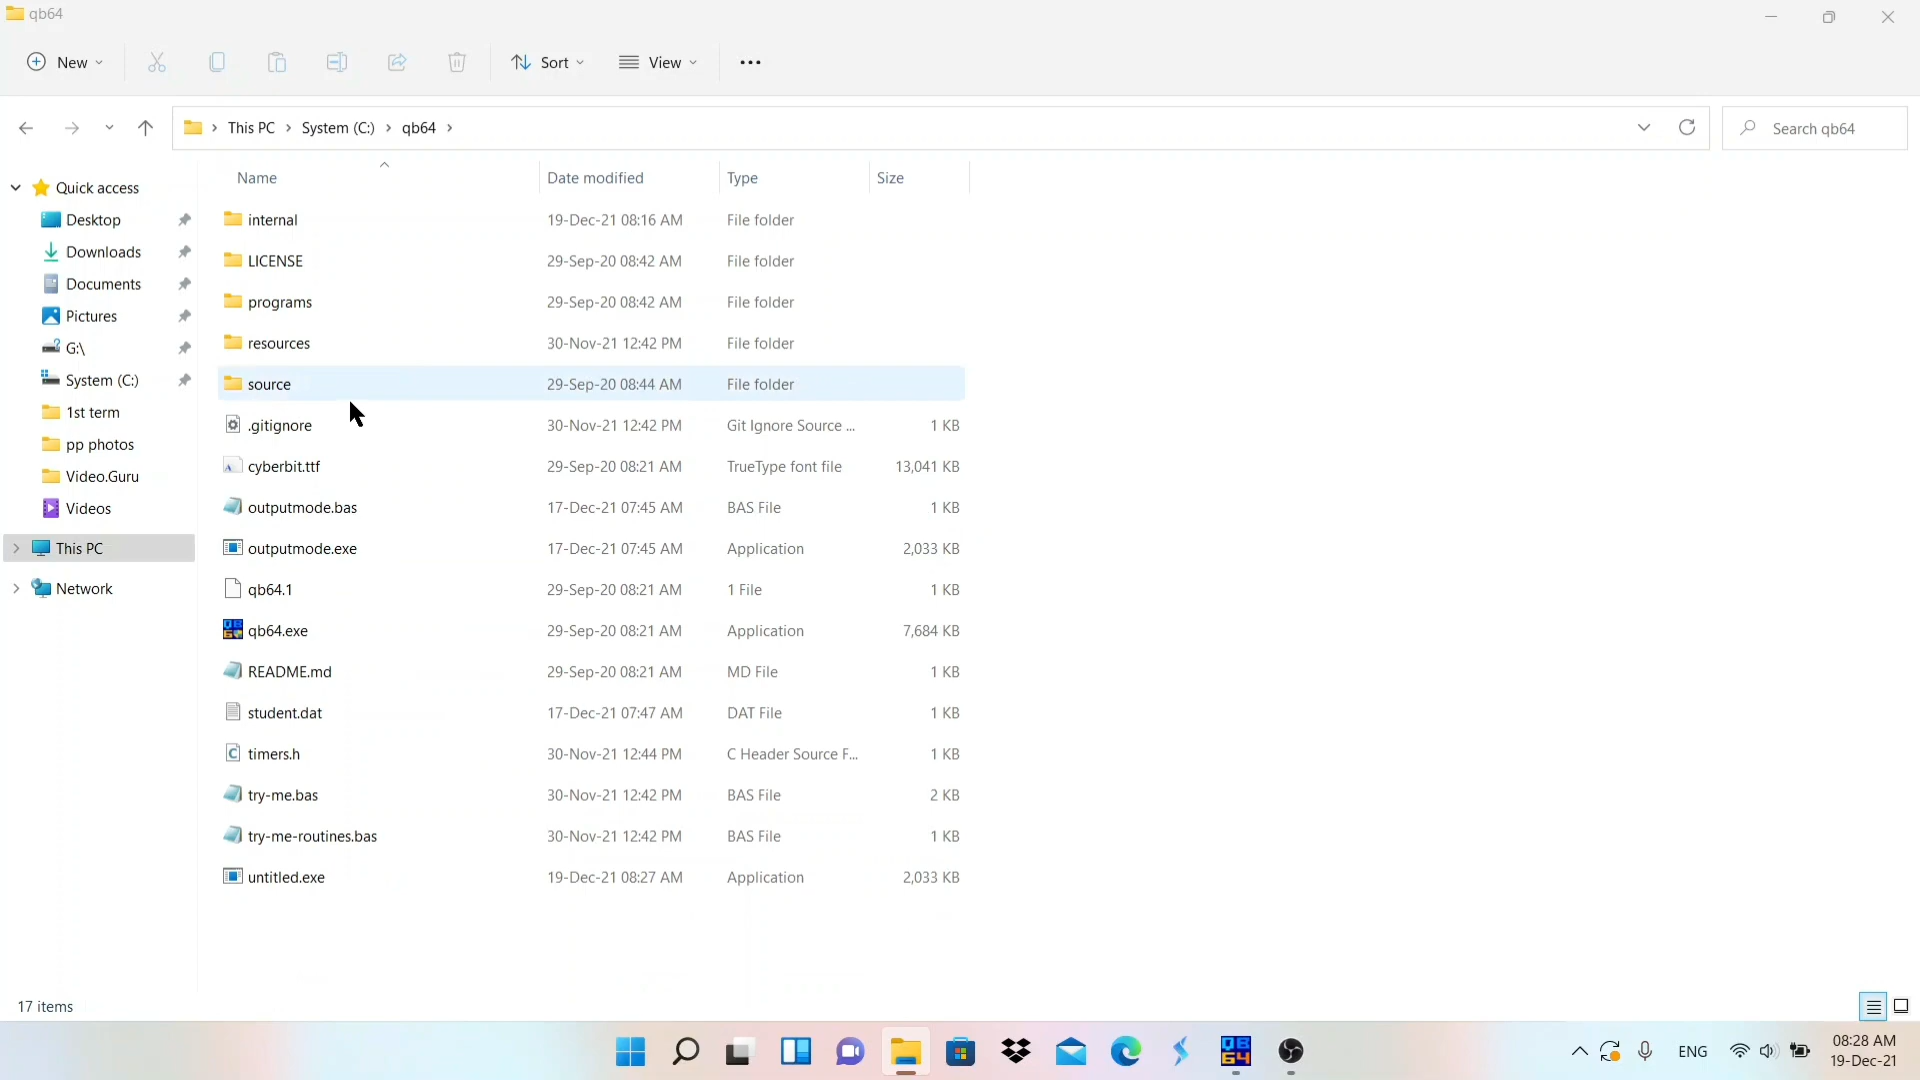 qb64
New Sort View
This PC System (C:) qb64 Search qb64
Name Date modified Type Size
Quick access
Desktop
Downloads
Documents
Pictures
G:\
System (C:)
1st term
pp photos
Video.Guru
Videos
This PC
Network
internal 19-Dec-21 08:16 AM File folder
LICENSE 29-Sep-20 08:42 AM File folder
programs 29-Sep-20 08:42 AM File folder
resources 30-Nov-21 12:42 PM File folder
source 29-Sep-20 08:44 AM File folder
.gitignore 30-Nov-21 12:42 PM Git Ignore Source ... 1 KB
cyberbit.ttf 29-Sep-20 08:21 AM TrueType font file 13,041 KB
outputmode.bas 17-Dec-21 07:45 AM BAS File 1 KB
outputmode.exe 17-Dec-21 07:45 AM Application 2,033 KB
qb64.1 29-Sep-20 08:21 AM 1 File 1 KB
qb64.exe 29-Sep-20 08:21 AM Application 7,684 KB
README.md 29-Sep-20 08:21 AM MD File 1 KB
student.dat 17-Dec-21 07:47 AM DAT File 1 KB
timers.h 30-Nov-21 12:44 PM C Header Source F... 1 KB
try-me.bas 30-Nov-21 12:42 PM BAS File 2 KB
try-me-routines.bas 30-Nov-21 12:42 PM BAS File 1 KB
untitled.exe 19-Dec-21 08:27 AM Application 2,033 KB
17 items
QB
64
ENG
08:28 AM
19-Dec-21